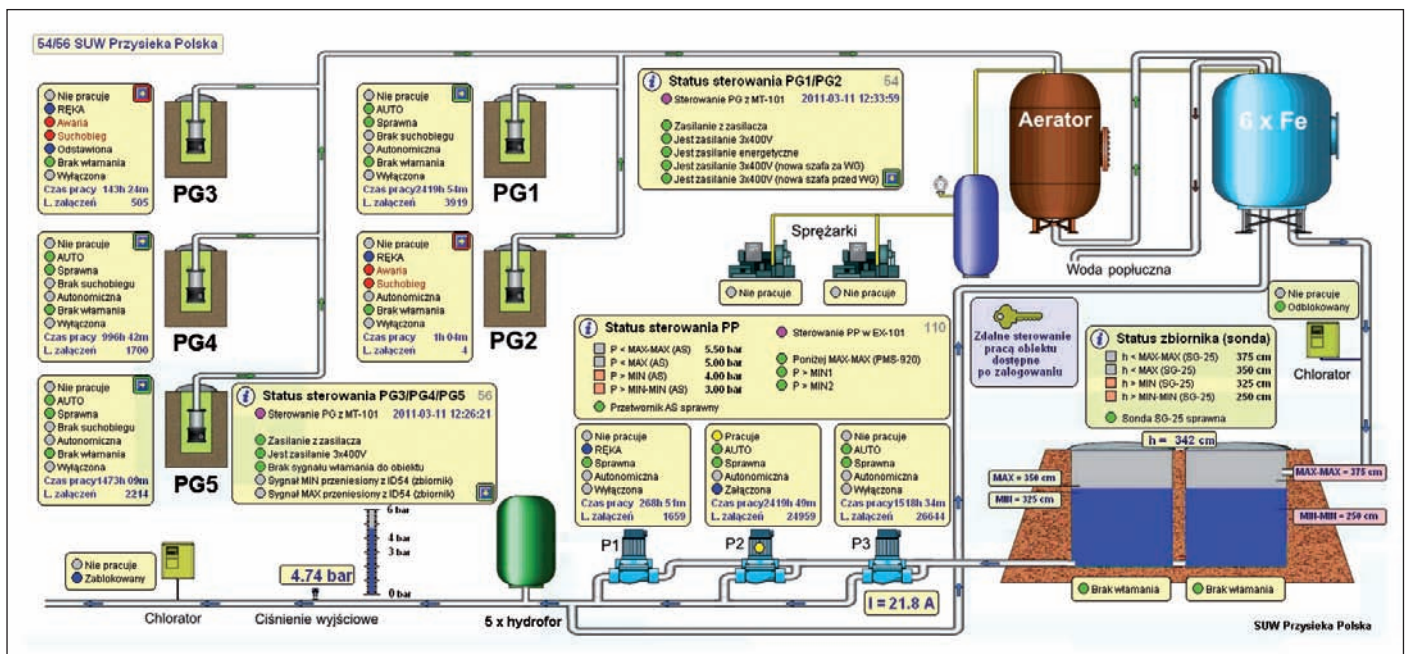 54/56 SUW Przysieka Polska
Nie pracuje
RĘKA
Awaria
Suchobieg
Odstawiona
Brak włamania
Wyłączona
Czas pracy 143h 24m
L. załączeń 505
PG3
Nie pracuje
AUTO
Sprawna
Brak suchobiegu
Autonomiczna
Brak włamania
Wyłączona
Czas pracy2419h 54m
L. załączeń 3919
PG1
Status sterowania PG1/PG2 54
Sterowanie PG z MT-101 2011-03-11 12:33:59
Zasilanie z zasilacza
Jest zasilanie 3x400V
Jest zasilanie energetyczne
Jest zasilanie 3x400V (nowa szafa za WG)
Jest zasilanie 3x400V (nowa szafa przed WG)
Aerator
6 x Fe
Nie pracuje
AUTO
Sprawna
Brak suchobiegu
Autonomiczna
Brak włamania
Wyłączona
Czas pracy 996h 42m
L. załączeń 1700
PG4
Nie pracuje
RĘKA
Awaria
Suchobieg
Autonomiczna
Brak włamania
Wyłączona
Czas pracy 1h 04m
L. załączeń 4
PG2
Sprężarki
Nie pracuje
Nie pracuje
Woda popłuczna
Nie pracuje
Odblokowany
Chlorator
Status sterowania PP 110
Sterowanie PP w EX-101
P < MAX-MAX (AS) 5.50 bar
P < MAX (AS) 5.00 bar
P > MIN (AS) 4.00 bar
P > MIN-MIN (AS) 3.00 bar
Poniżej MAX-MAX (PMS-920)
P > MIN1
P > MIN2
Przetwornik AS sprawny
Zdalne sterowanie
pracą obiektu
dostępne
po zalogowaniu
Status zbiornika (sonda)
h < MAX-MAX (SG-25) 375 cm
h < MAX (SG-25) 350 cm
h > MIN (SG-25) 325 cm
h > MIN-MIN (SG-25) 250 cm
Sonda SG-25 sprawna
h = 342 cm
Nie pracuje
AUTO
Sprawna
Brak suchobiegu
Autonomiczna
Brak włamania
Wyłączona
Czas pracy1473h 09m
L. załączeń 2214
PG5
Status sterowania PG3/PG4/PG5 56
Sterowanie PG z MT-101 2011-03-11 12:26:21
Zasilanie z zasilacza
Jest zasilanie 3x400V
Brak sygnału włamania do obiektu
Sygnał MIN przeniesiony z ID54 (zbiornik)
Sygnał MAX przeniesiony z ID54 (zbiornik)
Nie pracuje
RĘKA
Sprawna
Autonomiczna
Wyłączona
Czas pracy 268h 51m
L. załączeń 1659
P1
Pracuje
AUTO
Sprawna
Autonomiczna
Załączona
Czas pracy2419h 49m
L. załączeń 24959
P2
Nie pracuje
AUTO
Sprawna
Autonomiczna
Wyłączona
Czas pracy1518h 34m
L. załączeń 26644
P3
MAX = 350 cm
MIN = 325 cm
MAX-MAX = 375 cm
MIN-MIN = 250 cm
Brak włamania
Brak włamania
6 bar
4 bar
3 bar
0 bar
Nie pracuje
Zablokowany
Chlorator
4.74 bar
Ciśnienie wyjściowe
5 x hydrofor
I = 21.8 A
SUW Przysieka Polska